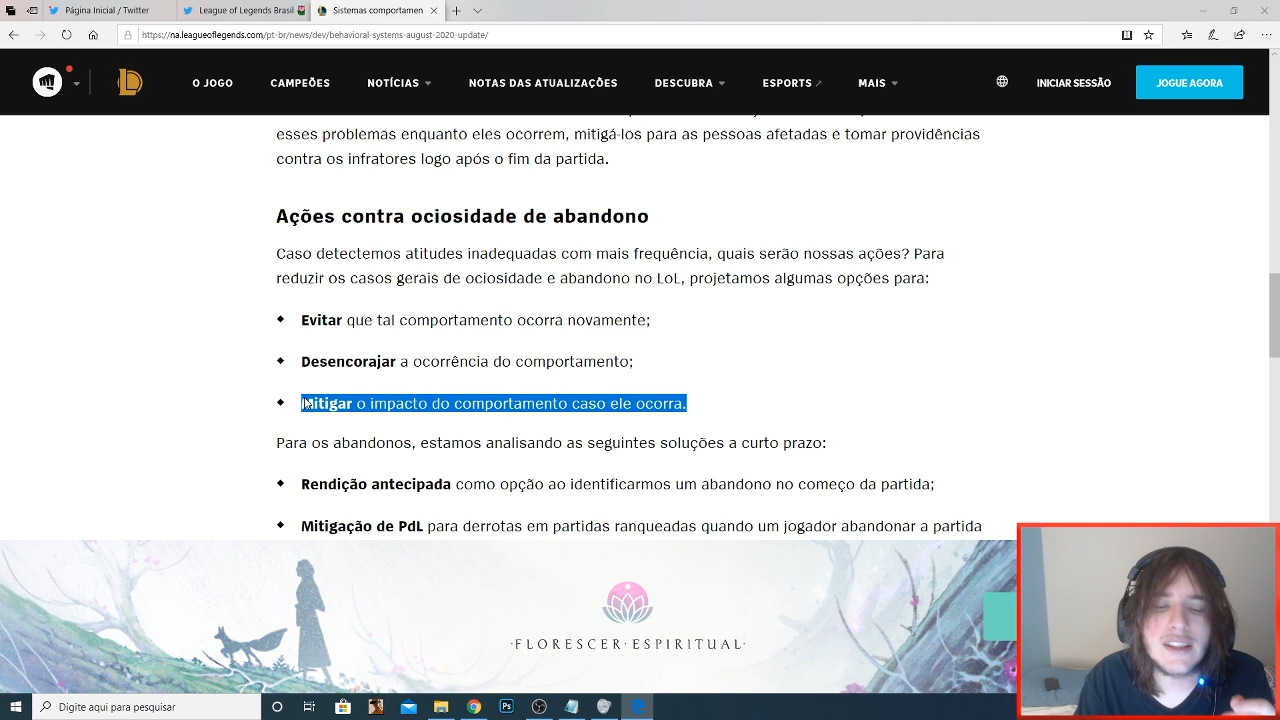 Página Inicial / Twitter
League of Legends Brasil
Sistemas comportamen
https://na.leagueoflegends.com/pt-br/news/dev/behavioral-systems-august-2020-update/
O JOGO
CAMPEÕES
NOTÍCIAS
NOTAS DAS ATUALIZAÇÕES
DESCUBRA
ESPORTS
MAIS
INICIAR SESSÃO
JOGUE AGORA
esses problemas enquanto eles ocorrem, mitigá-los para as pessoas afetadas e tomar providências
contra os infratores logo após o fim da partida.
Ações contra ociosidade de abandono
Caso detectemos atitudes inadequadas com mais frequência, quais serão nossas ações? Para
reduzir os casos gerais de ociosidade e abandono no LoL, projetamos algumas opções para:
Evitar que tal comportamento ocorra novamente;
Desencorajar a ocorrência do comportamento;
Mitigar o impacto do comportamento caso ele ocorra.
Para os abandonos, estamos analisando as seguintes soluções a curto prazo:
Rendição antecipada como opção ao identificarmos um abandono no começo da partida;
Mitigação de PdL para derrotas em partidas ranqueadas quando um jogador abandonar a partida
·FLORESCER·ESPIRITUAL·
Digite aqui para pesquisar
Ps